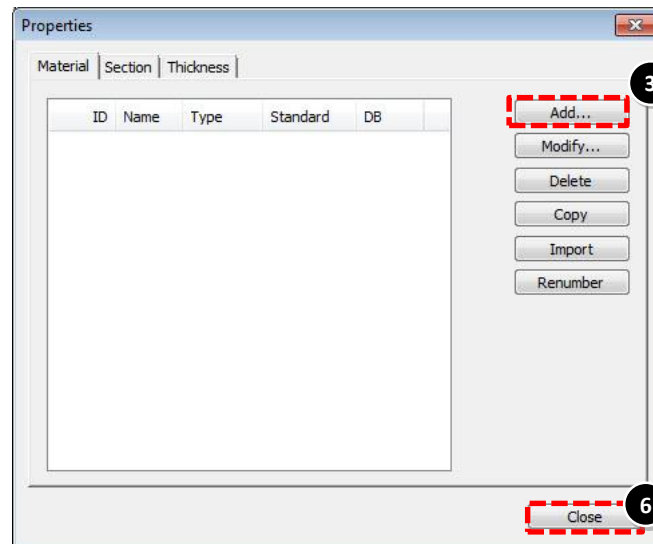 Properties
Material Section Thickness
3
ID Name Type Standard DB
Add...
Modify...
Delete
Copy
Import
Renumber
6
Close